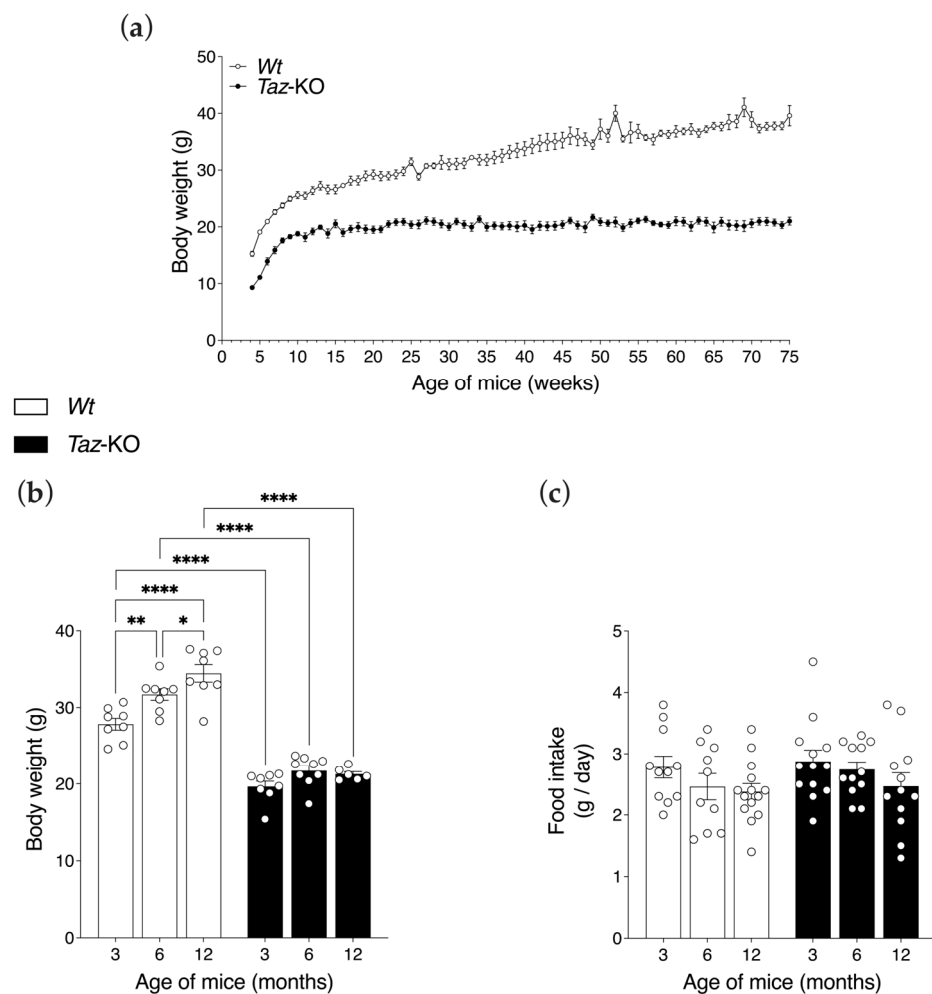 (a)
50
40
30
20
10
0
Body weight (g)
Wt
Taz-KO
0 5 10 15 20 25 30 35 40 45 50 55 60 65 70 75
Age of mice (weeks)
Wt
Taz-KO
(b)
****
****
****
****
** *
40
30
20
10
0
Body weight (g)
3 6 12 3 6 12
Age of mice (months)
(c)
5
4
3
2
1
0
Food intake
(g / day)
3 6 12 3 6 12
Age of mice (months)